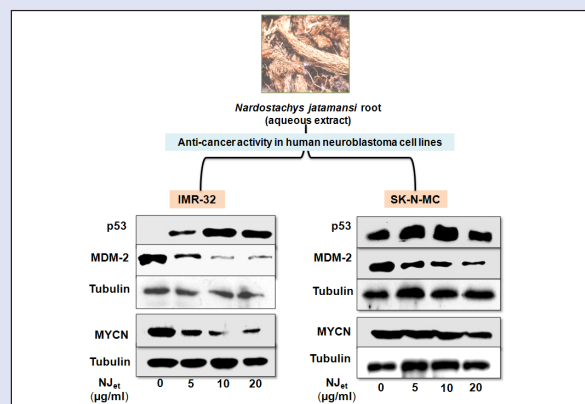 Nardostachys jatamansi root
(aqueous extract)
Anti-cancer activity in human neuroblastoma cell lines
IMR-32
p53
MDM-2
Tubulin
MYCN
Tubulin
NJet 0 5 10 20
(µg/ml)
SK-N-MC
p53
MDM-2
Tubulin
MYCN
Tubulin
NJet 0 5 10 20
(µg/ml)